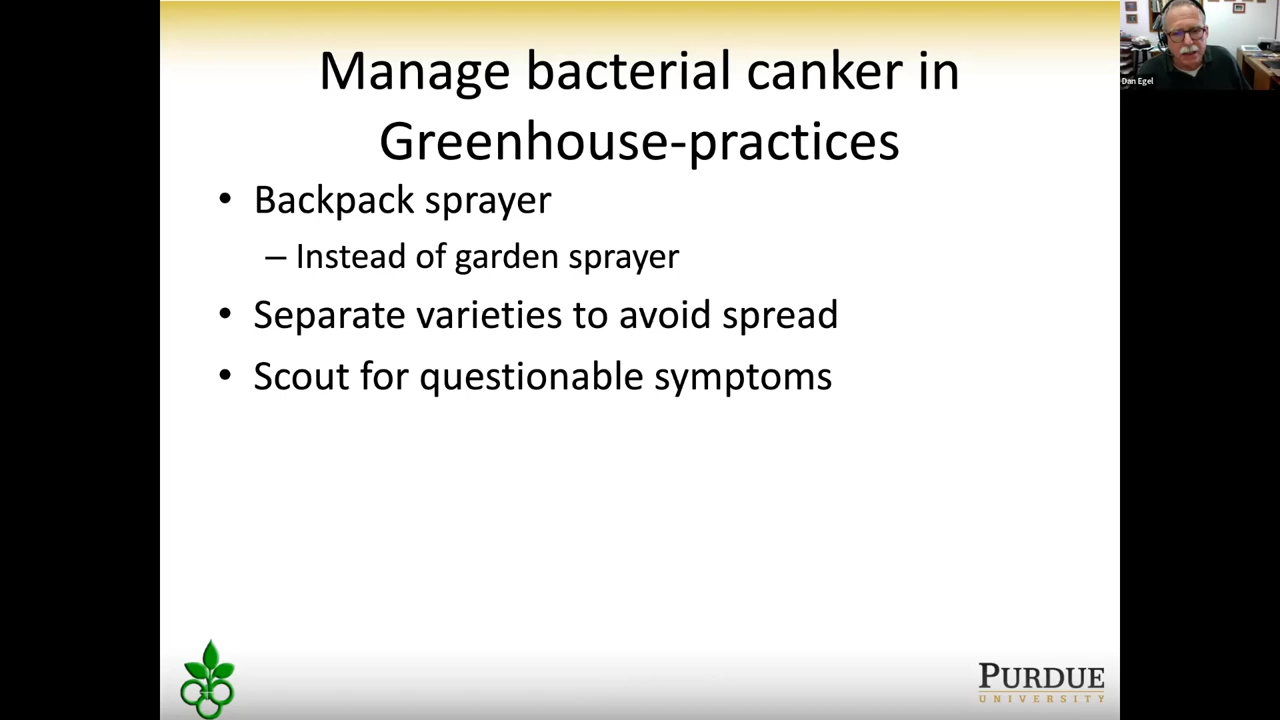 Manage bacterial canker in
Greenhouse-practices
• Backpack sprayer
– Instead of garden sprayer
• Separate varieties to avoid spread
• Scout for questionable symptoms
Dan Egel
PURDUE
UNIVERSITY